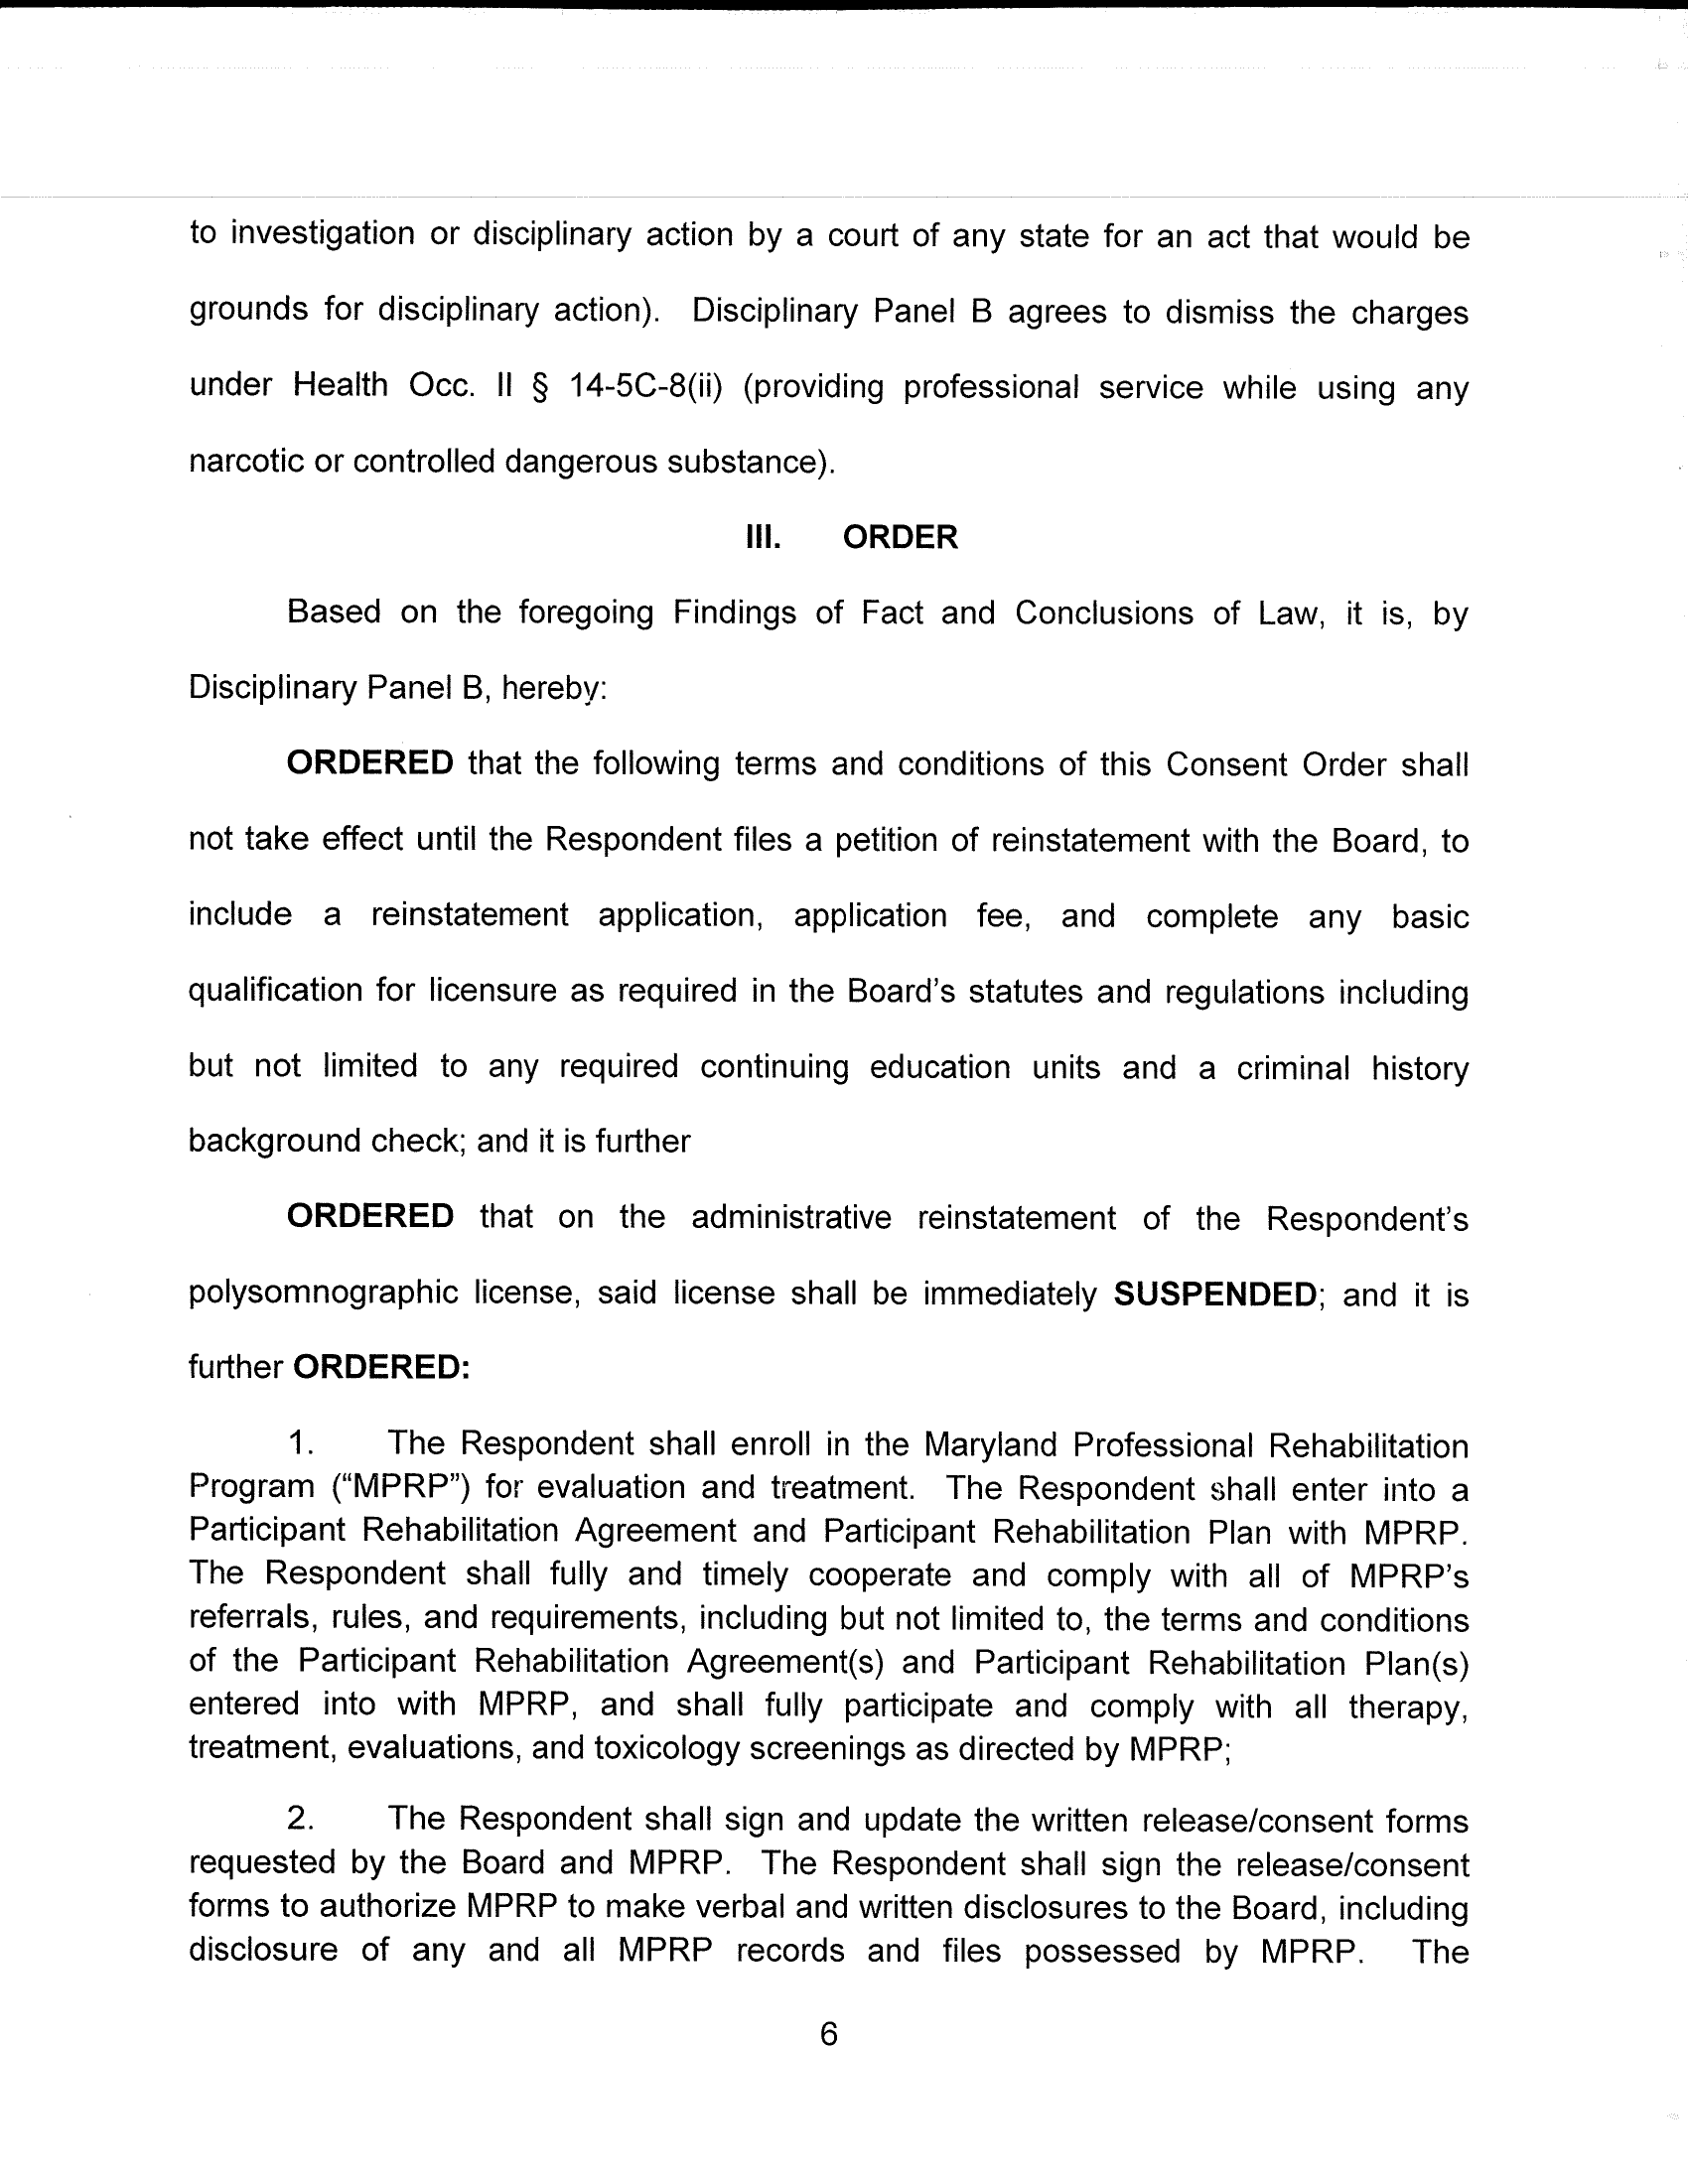 to investigation or disciplinary action by a court of any state for an act that would be
grounds for disciplinary action). Disciplinary Panel B agrees to dismiss the charges
under Health Occ. II § 14-5C-8(ii) (providing professional service while using any
narcotic or controlled dangerous substance).
III. ORDER
Based on the foregoing Findings of Fact and Conclusions of Law, it is, by
Disciplinary Panel B, hereby:
ORDERED that the following terms and conditions of this Consent Order shall
not take effect until the Respondent files a petition of reinstatement with the Board, to
include a reinstatement application, application fee, and complete any basic
qualification for licensure as required in the Board's statutes and regulations including
but not limited to any required continuing education units and a criminal history
background check; and it is further
ORDERED that on the administrative reinstatement of the Respondent's
polysomnographic license, said license shall be immediately SUSPENDED; and it is
further ORDERED:
1. The Respondent shall enroll in the Maryland Professional Rehabilitation
Program ("MPRP") for evaluation and treatment. The Respondent shall enter into a
Participant Rehabilitation Agreement and Participant Rehabilitation Plan with MPRP.
The Respondent shall fully and timely cooperate and comply with all of MPRP's
referrals, rules, and requirements, including but not limited to, the terms and conditions
of the Participant Rehabilitation Agreement(s) and Participant Rehabilitation Plan(s)
entered into with MPRP, and shall fully participate and comply with all therapy,
treatment, evaluations, and toxicology screenings as directed by MPRP;
2. The Respondent shall sign and update the written release/consent forms
requested by the Board and MPRP. The Respondent shall sign the release/consent
forms to authorize MPRP to make verbal and written disclosures to the Board, including
disclosure of any and all MPRP records and files possessed by MPRP. The
6